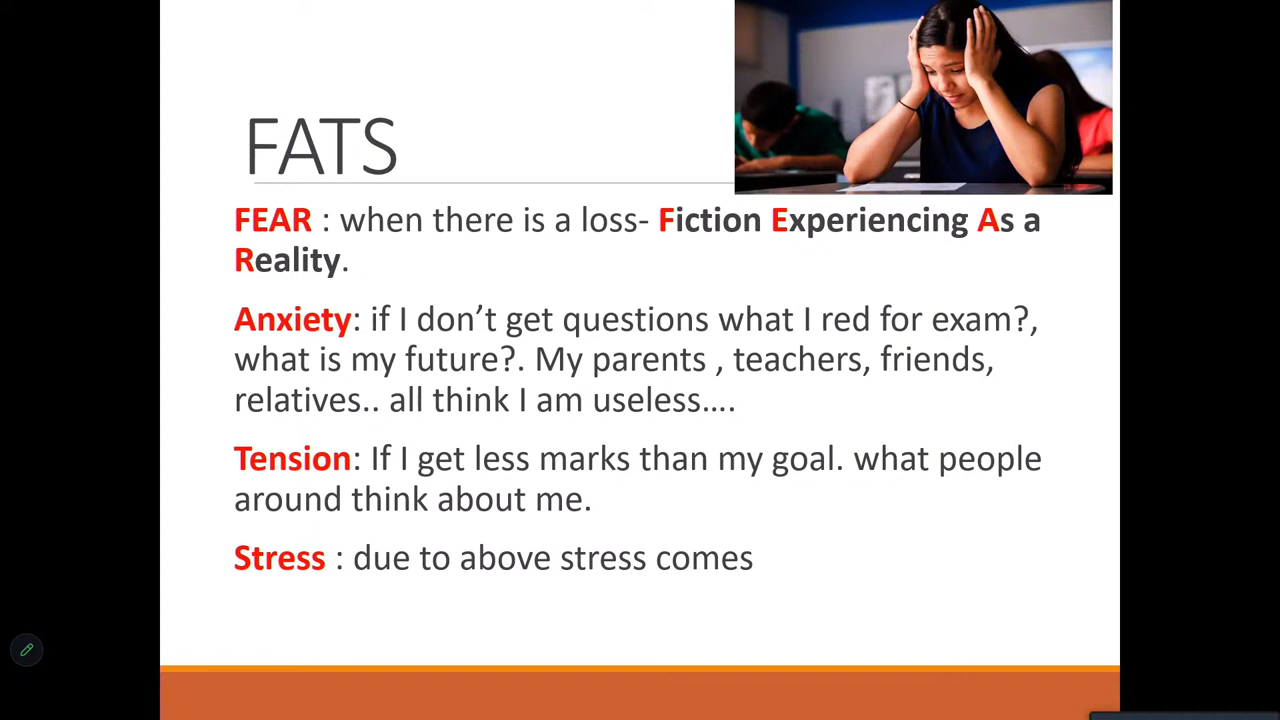 FATS
FEAR : when there is a loss- Fiction Experiencing As a
Reality.
Anxiety: if I don’t get questions what I red for exam?,
what is my future?. My parents , teachers, friends,
relatives.. all think I am useless….
Tension: If I get less marks than my goal. what people
around think about me.
Stress : due to above stress comes